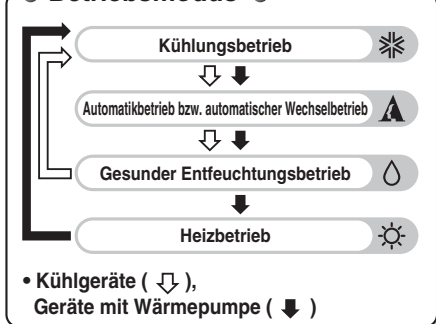 Betriebsmodus
Kühlungsbetrieb
Automatikbetrieb bzw. automatischer Wechselbetrieb
Gesunder Entfeuchtungsbetrieb
Heizbetrieb
• Kühlgeräte ( ⇩ ),
Geräte mit Wärmepumpe ( 🡇 )